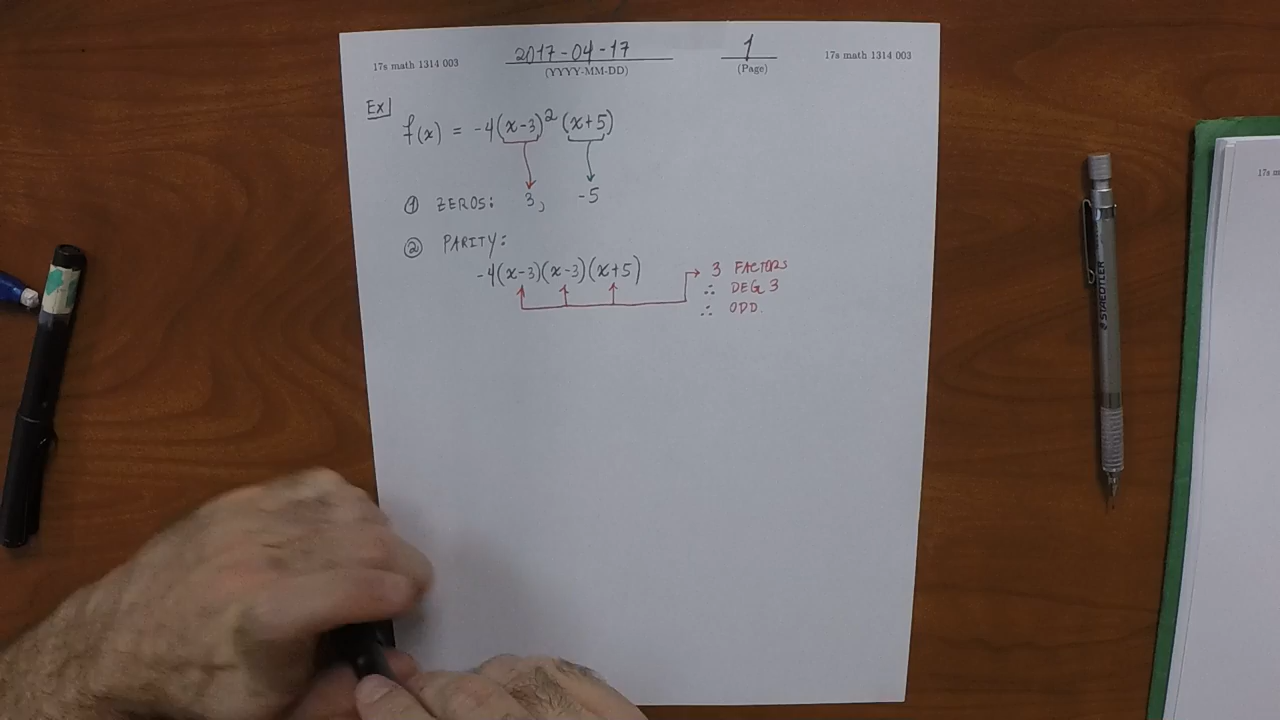 17s math 1314 003 2017-04-17 1 17s math 1314 003
(YYYY-MM-DD) (Page)
Ex]
f(x) = -4(x-3)² (x+5)
① ZEROS: 3, -5
② PARITY:
-4(x-3)(x-3)(x+5) → 3 FACTORS
∴ DEG 3
∴ ODD.
STAEDTLER
17s m